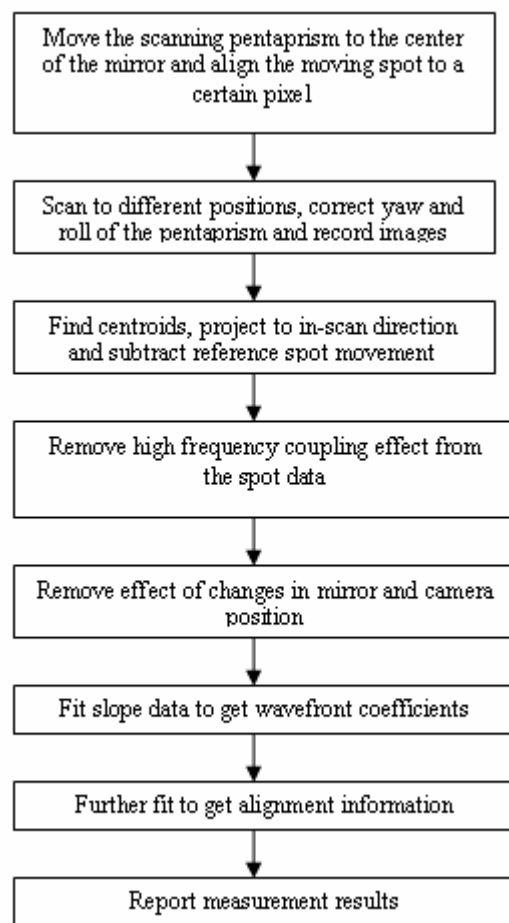 Move the scanning pentaprism to the center
of the mirror and align the moving spot to a
certain pixel
Scan to different positions, correct yaw and
roll of the pentaprism and record images
Find centroids, project to in-scan direction
and subtract reference spot movement
Remove high frequency coupling effect from
the spot data
Remove effect of changes in mirror and camera
position
Fit slope data to get wavefront coefficients
Further fit to get alignment information
Report measurement results